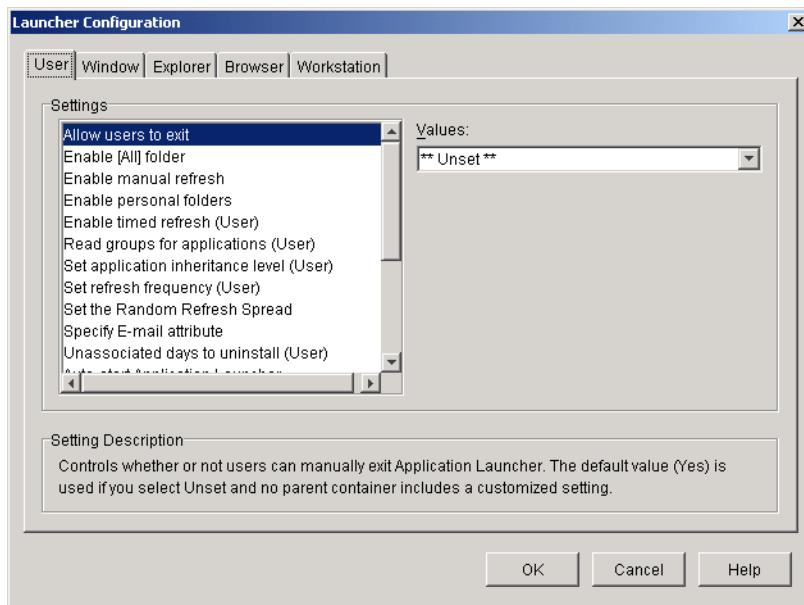 Launcher Configuration
User
Window
Explorer
Browser
Workstation
Settings
Allow users to exit
Enable [All] folder
Enable manual refresh
Enable personal folders
Enable timed refresh (User)
Read groups for applications (User)
Set application inheritance level (User)
Set refresh frequency (User)
Set the Random Refresh Spread
Specify E-mail attribute
Unassociated days to uninstall (User)
Auto-start Application Launcher
Values:
** Unset **
Setting Description
Controls whether or not users can manually exit Application Launcher. The default value (Yes) is
used if you select Unset and no parent container includes a customized setting.
OK
Cancel
Help